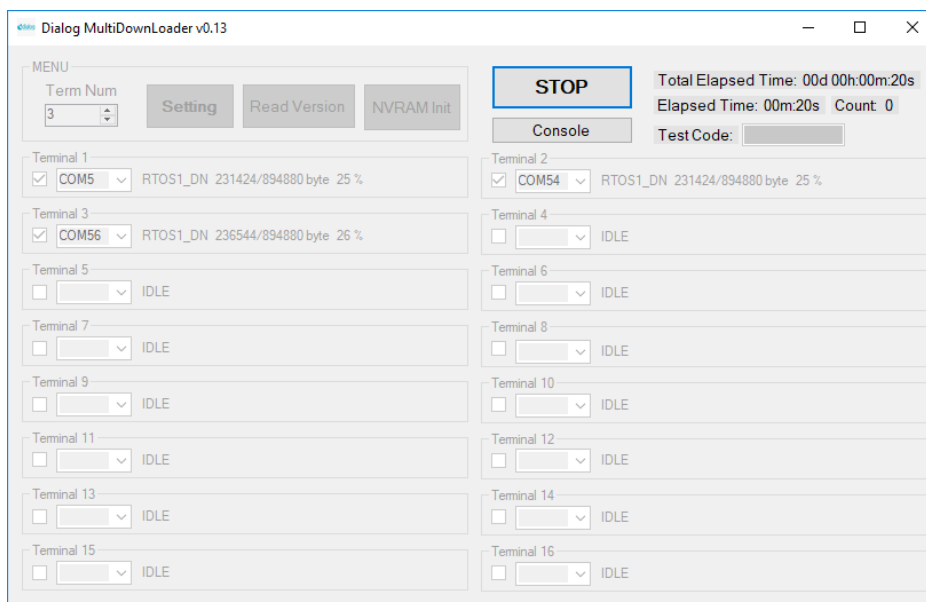 Dialog MultiDownLoader v0.13
MENU
Term Num
3
Setting
Read Version
NVRAM Init
STOP
Console
Total Elapsed Time: 00d 00h:00m:20s
Elapsed Time: 00m:20s Count: 0
Test Code:
Terminal 1
COM5 RTOS1_DN 231424/894880 byte 25 %
Terminal 2
COM54 RTOS1_DN 231424/894880 byte 25 %
Terminal 3
COM56 RTOS1_DN 236544/894880 byte 26 %
Terminal 4
IDLE
Terminal 5
IDLE
Terminal 6
IDLE
Terminal 7
IDLE
Terminal 8
IDLE
Terminal 9
IDLE
Terminal 10
IDLE
Terminal 11
IDLE
Terminal 12
IDLE
Terminal 13
IDLE
Terminal 14
IDLE
Terminal 15
IDLE
Terminal 16
IDLE